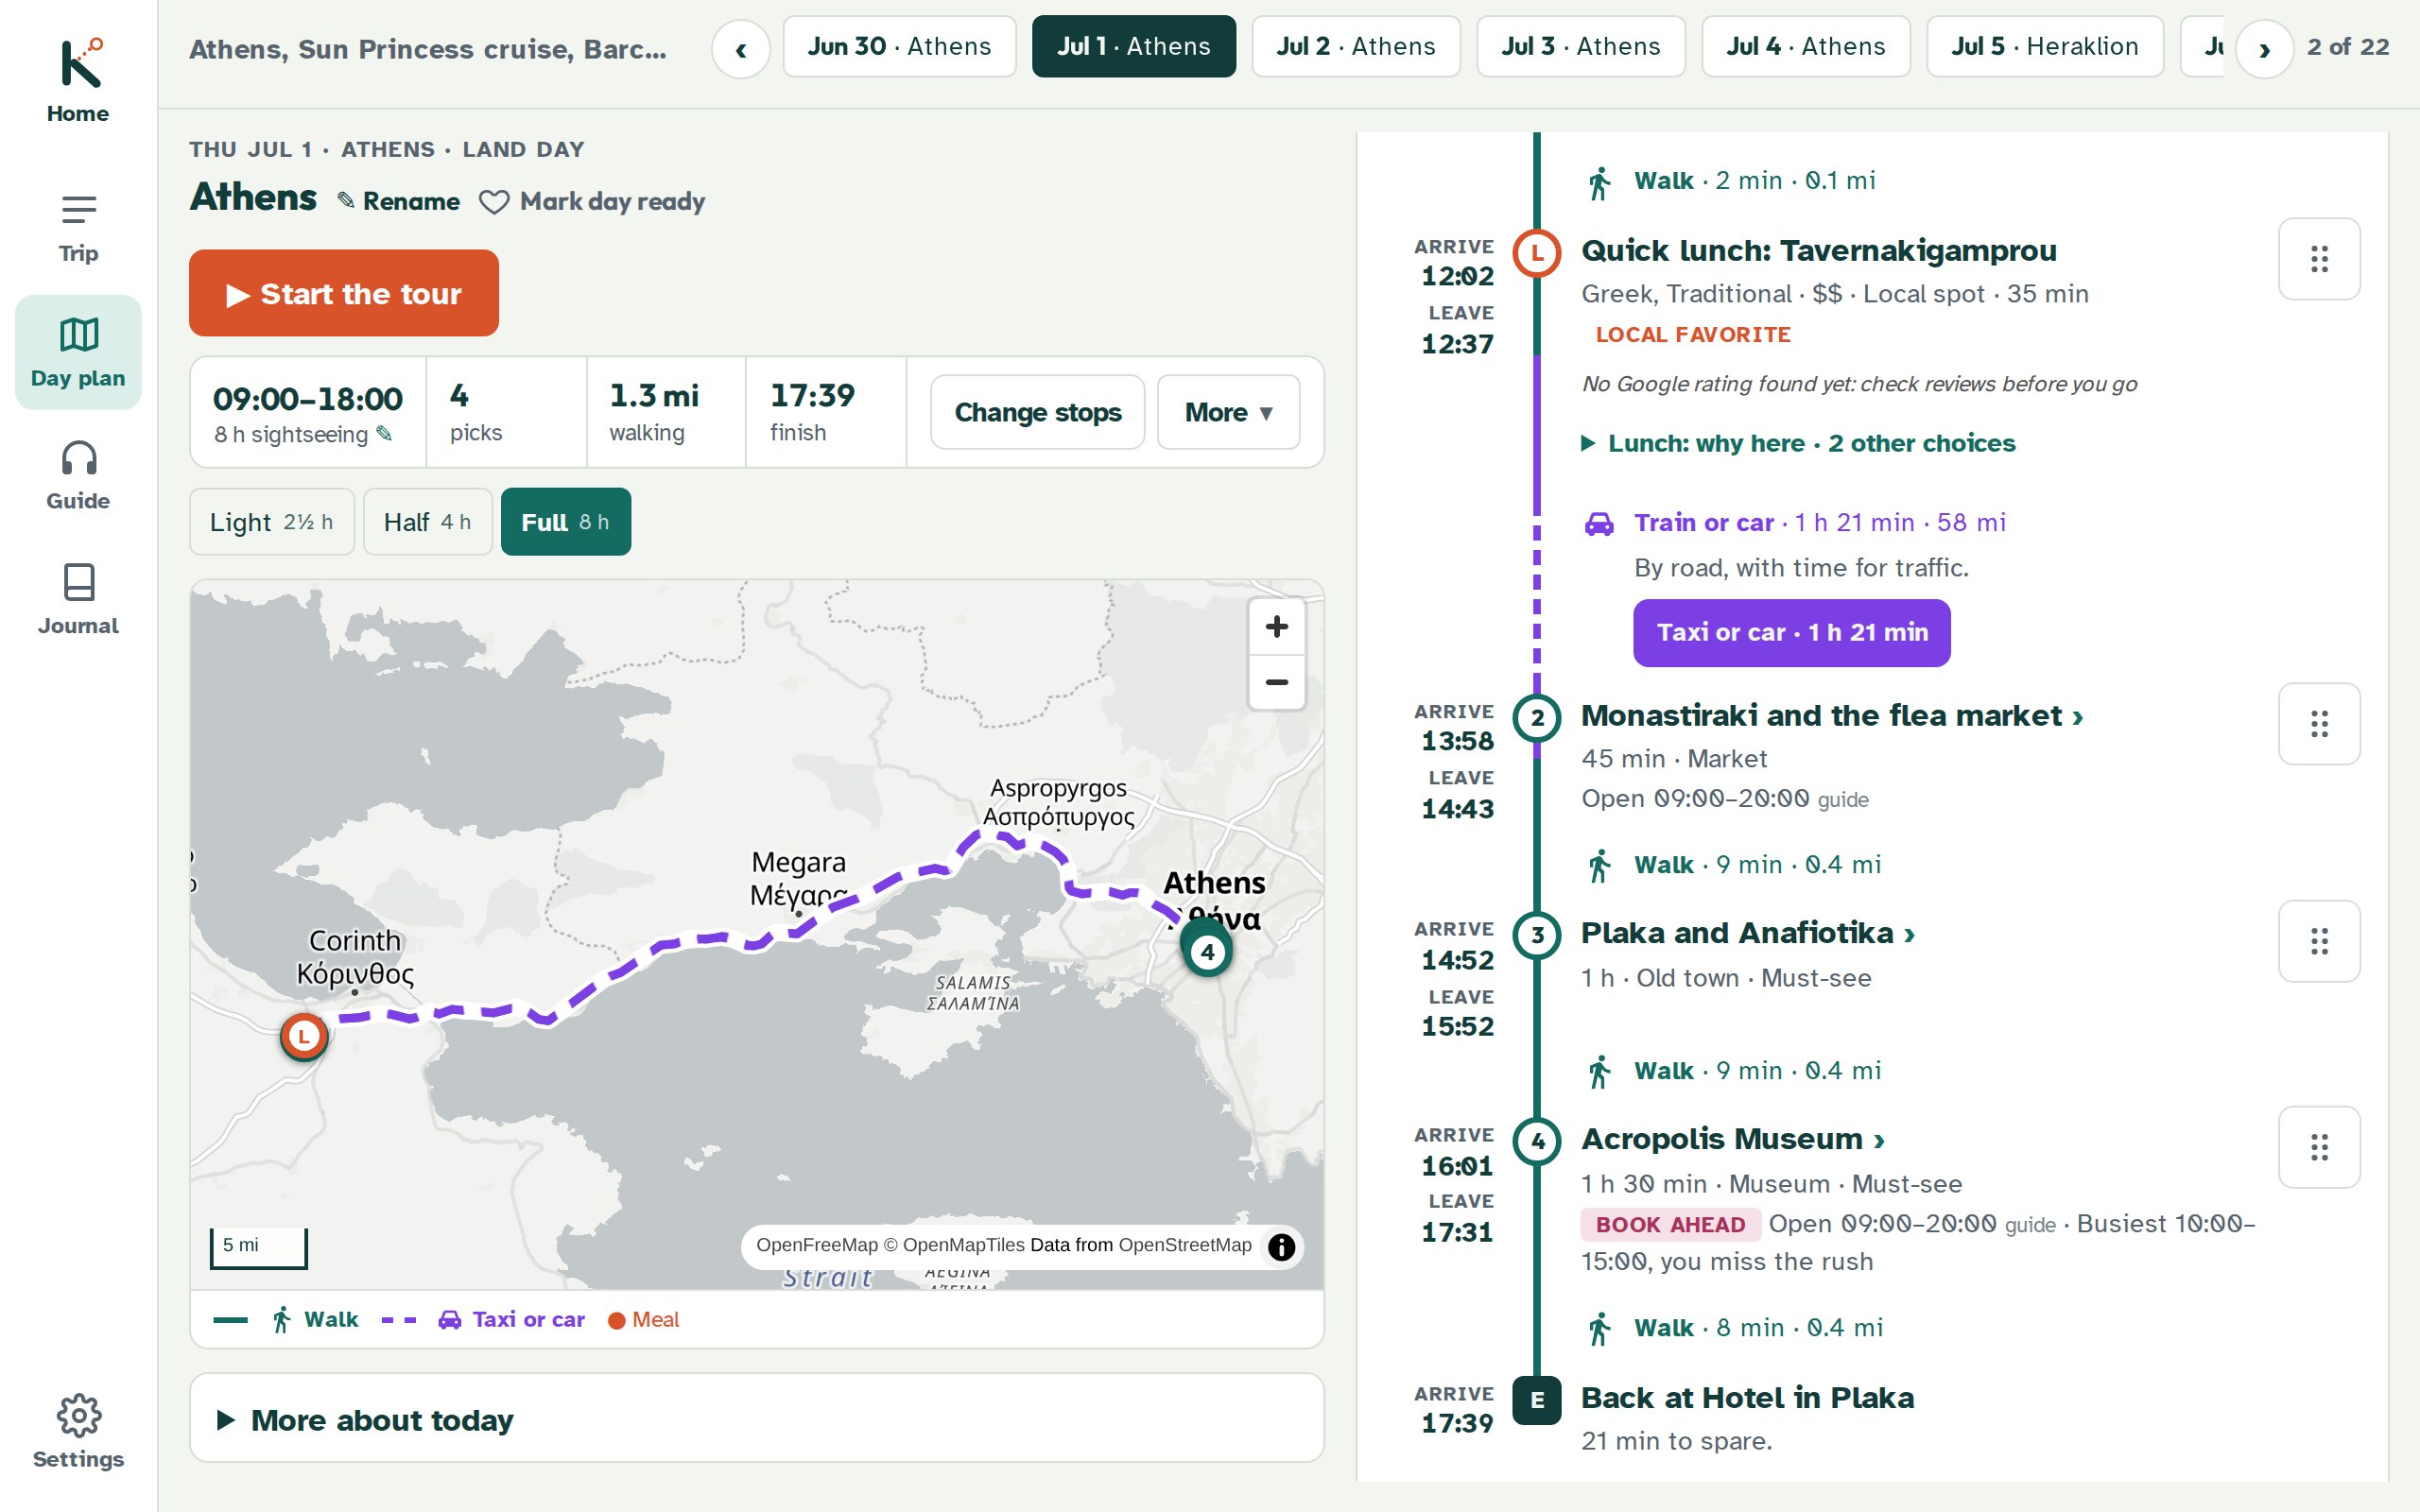 Home
Trip
Day plan
Guide
Journal
Settings
Athens, Sun Princess cruise, Barc...
‹
Jun 30 · Athens
Jul 1 · Athens
Jul 2 · Athens
Jul 3 · Athens
Jul 4 · Athens
Jul 5 · Heraklion
›
2 of 22
THU JUL 1 · ATHENS · LAND DAY
Athens
✎ Rename
Mark day ready
▶ Start the tour
09:00–18:00
8 h sightseeing ✎
4
picks
1.3 mi
walking
17:39
finish
Change stops
More ▾
Light 2½ h
Half 4 h
Full 8 h
+
−
Aspropyrgos
Ασπρόπυργος
Megara
Μέγαρα
Athens
Αθήνα
4
Corinth
Κόρινθος
L
SALAMIS
ΣΑΛΑΜΊΝΑ
5 mi
OpenFreeMap © OpenMapTiles Data from OpenStreetMap
Strait
AEGINA
Walk
Taxi or car
Meal
▶ More about today
Walk · 2 min · 0.1 mi
ARRIVE
12:02
LEAVE
12:37
L
Quick lunch: Tavernakigamprou
Greek, Traditional · $$ · Local spot · 35 min
LOCAL FAVORITE
No Google rating found yet: check reviews before you go
▶ Lunch: why here · 2 other choices
Train or car · 1 h 21 min · 58 mi
By road, with time for traffic.
Taxi or car · 1 h 21 min
ARRIVE
13:58
LEAVE
14:43
2
Monastiraki and the flea market ›
45 min · Market
Open 09:00–20:00 guide
Walk · 9 min · 0.4 mi
ARRIVE
14:52
LEAVE
15:52
3
Plaka and Anafiotika ›
1 h · Old town · Must-see
Walk · 9 min · 0.4 mi
ARRIVE
16:01
LEAVE
17:31
4
Acropolis Museum ›
1 h 30 min · Museum · Must-see
BOOK AHEAD Open 09:00–20:00 guide · Busiest 10:00–
15:00, you miss the rush
Walk · 8 min · 0.4 mi
ARRIVE
17:39
E
Back at Hotel in Plaka
21 min to spare.